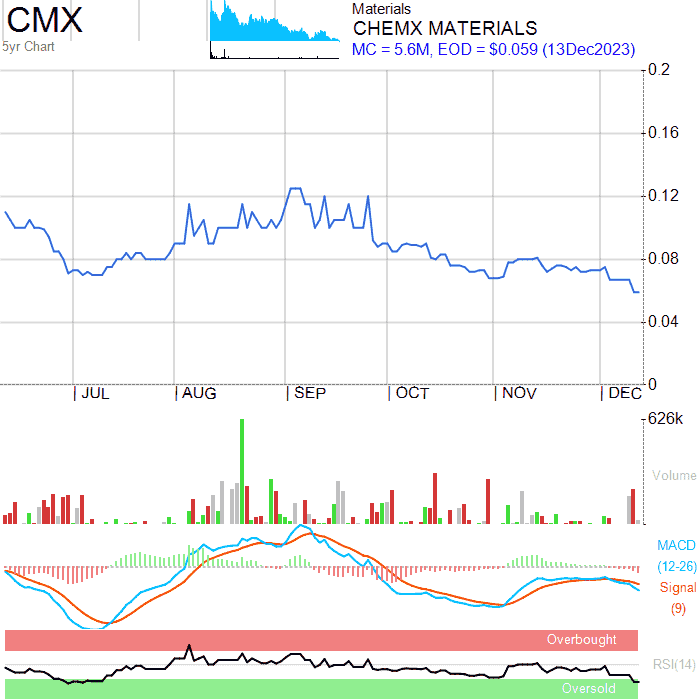 CMX
5yr Chart
Materials
CHEMX MATERIALS
MC = 5.6M, EOD = $0.059 (13Dec2023)
0.2
0.16
0.12
0.08
0.04
0
| JUL | AUG | SEP | OCT | NOV | DEC
626k
Volume
MACD
(12-26)
Signal
(9)
Overbought
RSI(14)
Oversold